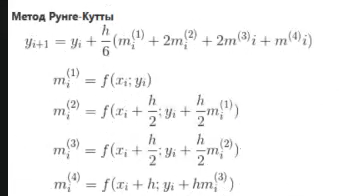 Метод Рунге-Кутты
y_{i+1} = y_i + \frac{h}{6}(m_i^{(1)} + 2m_i^{(2)} + 2m^{(3)}i + m^{(4)}i)
m_i^{(1)} = f(x_i; y_i)
m_i^{(2)} = f(x_i + \frac{h}{2}; y_i + \frac{h}{2}m_i^{(1)})
m_i^{(3)} = f(x_i + \frac{h}{2}; y_i + \frac{h}{2}m_i^{(2)})
m_i^{(4)} = f(x_i + h; y_i + hm_i^{(3)})